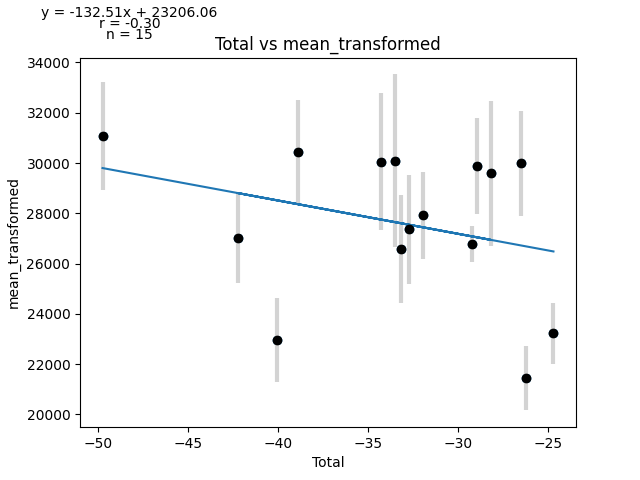 y = -132.51x + 23206.06
r = -0.30
n = 15
Total vs mean_transformed
34000
32000
30000
28000
26000
24000
22000
20000
mean_transformed
−50
−45
−40
−35
−30
−25
Total